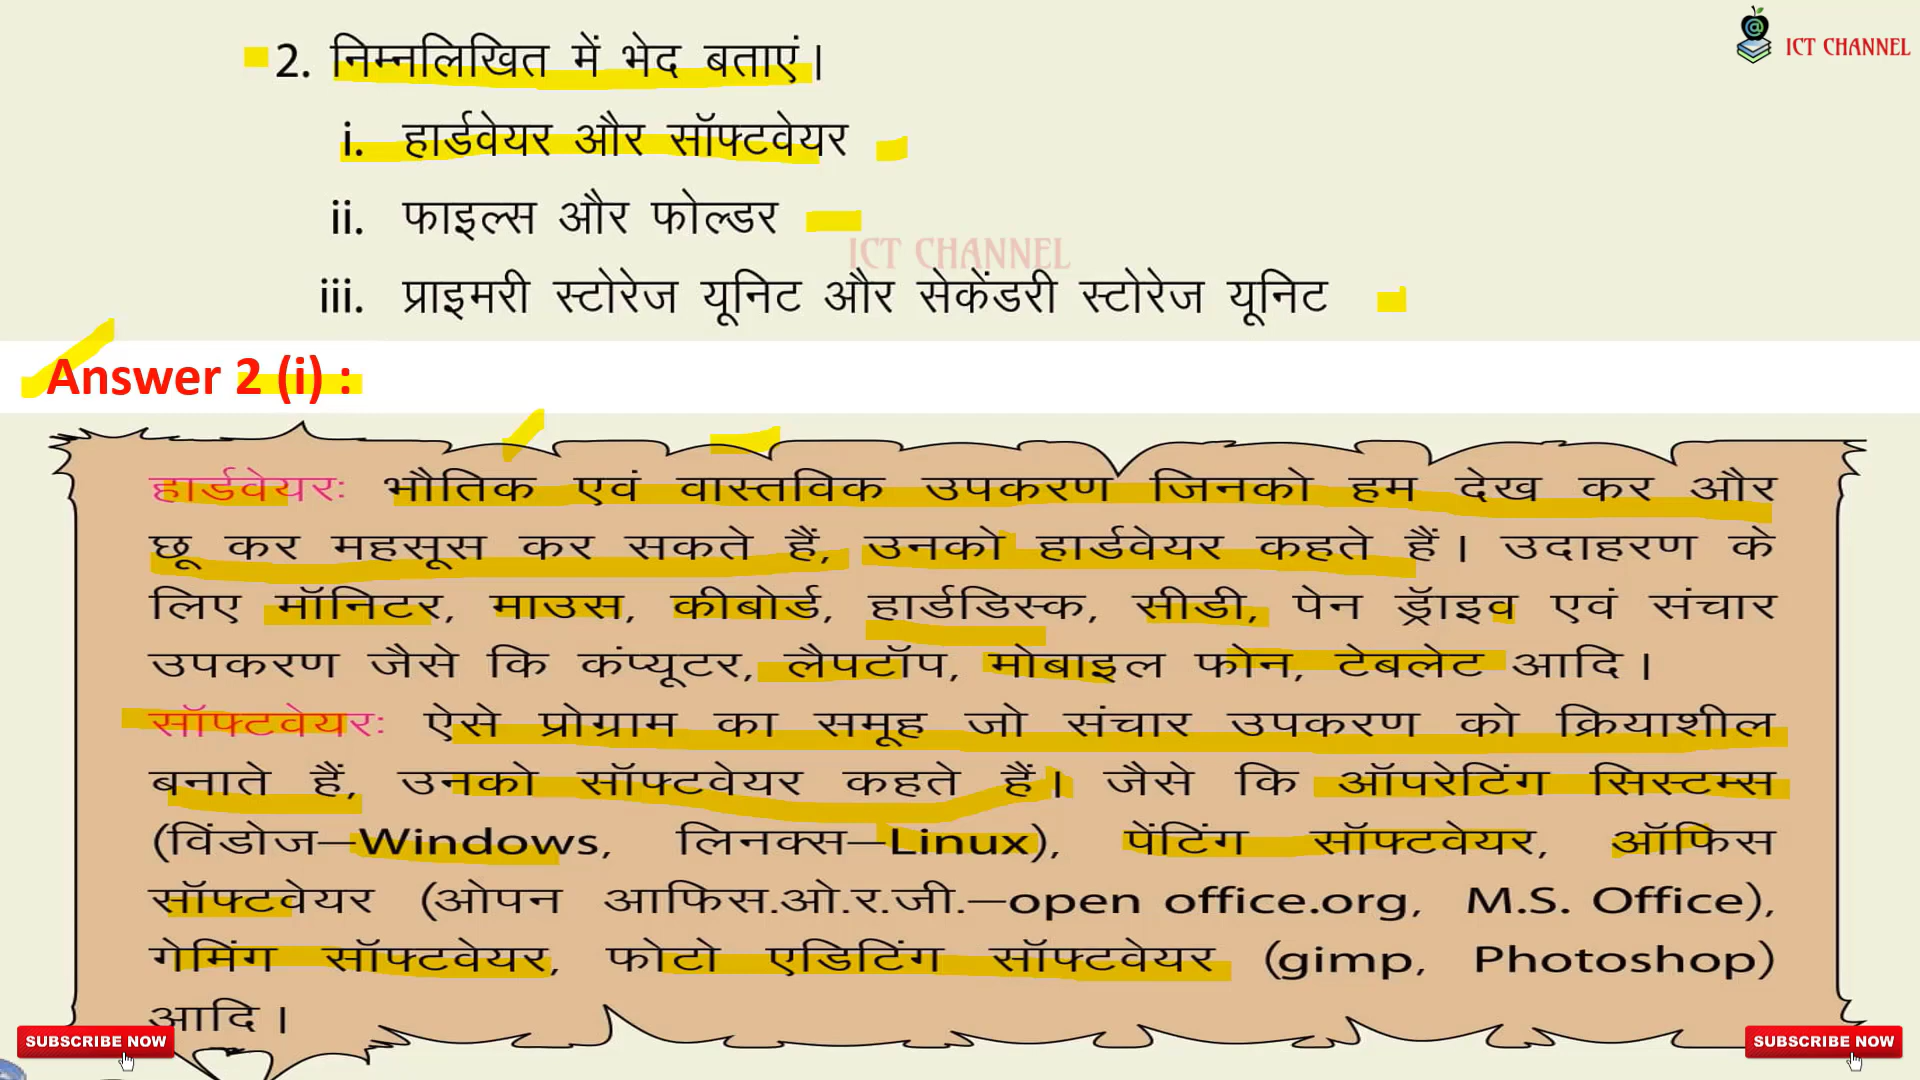 2. निम्नलिखित में भेद बताएं।
ICT CHANNEL
i. हार्डवेयर और सॉफ्टवेयर
ii. फाइल्स और फोल्डर
ICT CHANNEL
iii. प्राइमरी स्टोरेज यूनिट और सेकेंडरी स्टोरेज यूनिट
Answer 2 (i) :
हार्डवेयरः भौतिक एवं वास्तविक उपकरण जिनको हम देख कर और
छू कर महसूस कर सकते हैं, उनको हार्डवेयर कहते हैं। उदाहरण के
लिए मॉनिटर, माउस, कीबोर्ड, हार्डडिस्क, सीडी, पेन ड्रॅाइव एवं संचार
उपकरण जैसे कि कंप्यूटर, लैपटॉप, मोबाइल फोन, टेबलेट आदि।
सॉफ्टवेयरः ऐसे प्रोग्राम का समूह जो संचार उपकरण को क्रियाशील
बनाते हैं, उनको सॉफ्टवेयर कहते हैं। जैसे कि ऑपरेटिंग सिस्टम्स
(विंडोज–Windows, लिनक्स–Linux), पेंटिंग सॉफ्टवेयर, ऑफिस
सॉफ्टवेयर (ओपन आफिस.ओ.र.जी.–open office.org, M.S. Office),
गेमिंग सॉफ्टवेयर, फोटो एडिटिंग सॉफ्टवेयर (gimp, Photoshop)
आदि।
SUBSCRIBE NOW
SUBSCRIBE NOW